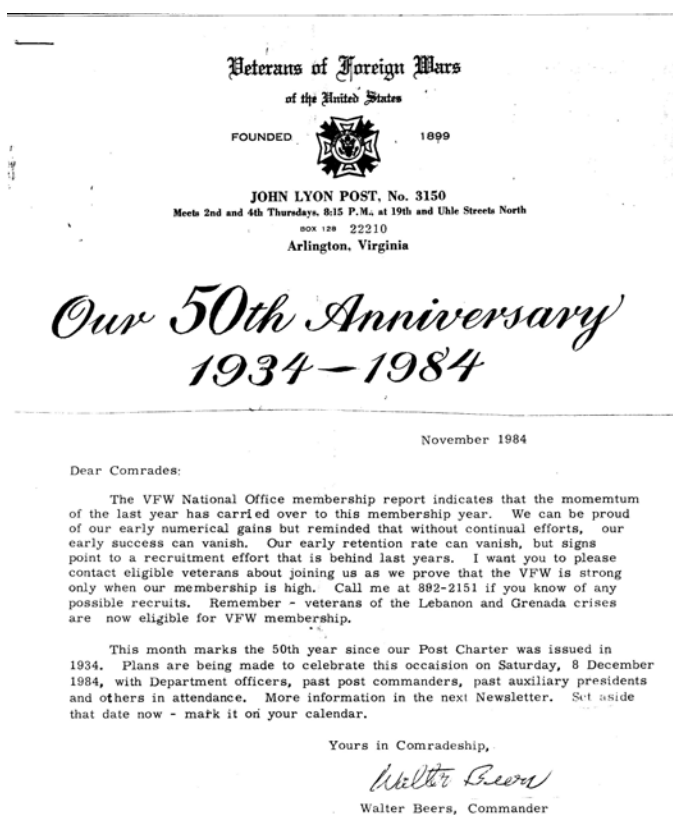 Veterans of Foreign Wars
of the United States
FOUNDED 1899
JOHN LYON POST, No. 3150
Meets 2nd and 4th Thursdays, 8:15 P.M., at 19th and Uhle Streets North
BOX 128 22210
Arlington, Virginia
Our 50th Anniversary
1934-1984
November 1984
Dear Comrades:
The VFW National Office membership report indicates that the momemtum
of the last year has carried over to this membership year. We can be proud
of our early numerical gains but reminded that without continual efforts, our
early success can vanish. Our early retention rate can vanish, but signs
point to a recruitment effort that is behind last years. I want you to please
contact eligible veterans about joining us as we prove that the VFW is strong
only when our membership is high. Call me at 892-2151 if you know of any
possible recruits. Remember - veterans of the Lebanon and Grenada crises
are now eligible for VFW membership.
This month marks the 50th year since our Post Charter was issued in
1934. Plans are being made to celebrate this occaision on Saturday, 8 December
1984, with Department officers, past post commanders, past auxiliary presidents
and others in attendance. More information in the next Newsletter. Set aside
that date now - mark it on your calendar.
Yours in Comradeship,
Walter Beers
Walter Beers, Commander